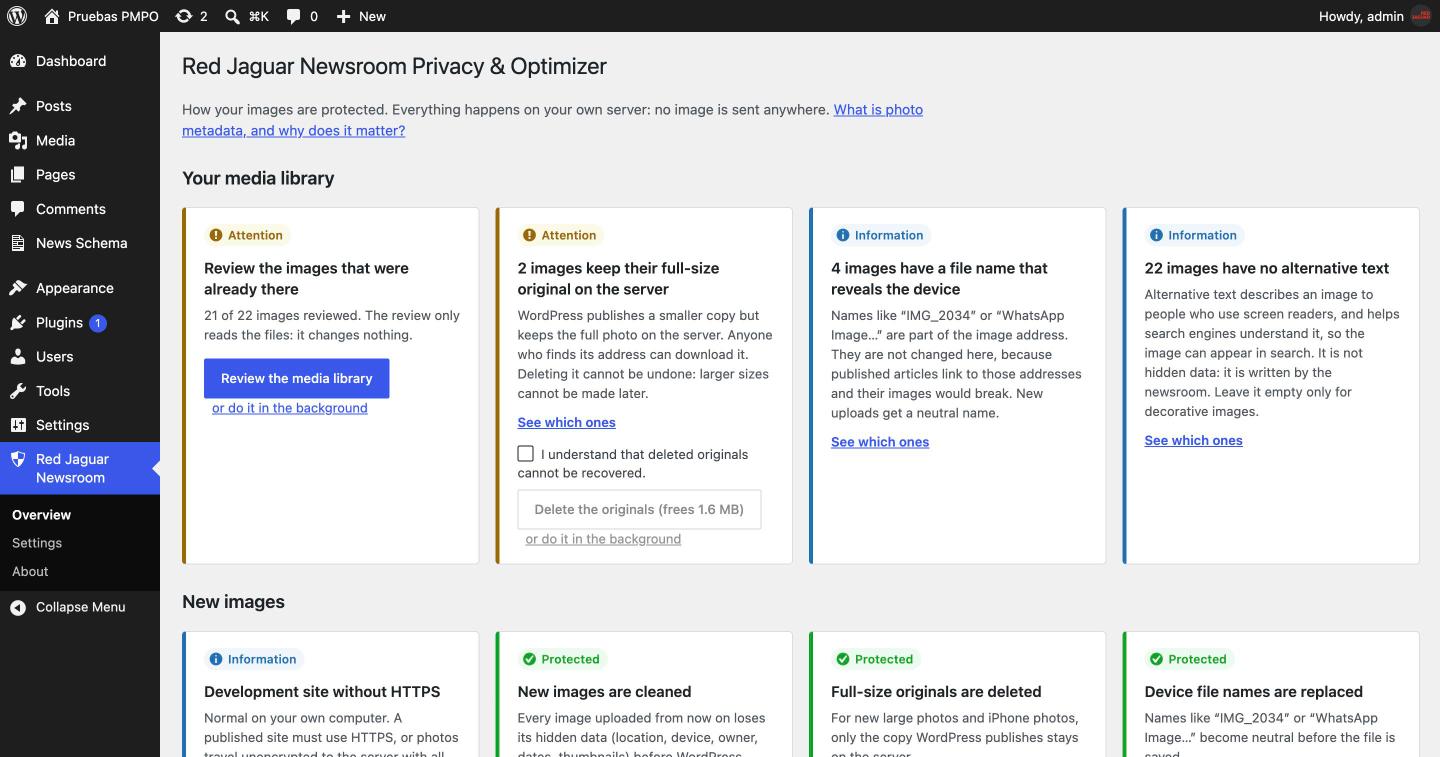 Pruebas PMPO
2
⌘K
0
New
Howdy, admin
Dashboard
Posts
Media
Pages
Comments
News Schema
Appearance
Plugins 1
Users
Tools
Settings
Red Jaguar
Newsroom
Overview
Settings
About
Collapse Menu
Red Jaguar Newsroom Privacy & Optimizer
How your images are protected. Everything happens on your own server: no image is sent anywhere. What is photo
metadata, and why does it matter?
Your media library
Attention
Review the images that were
already there
21 of 22 images reviewed. The review only
reads the files: it changes nothing.
Review the media library
or do it in the background
Attention
2 images keep their full-size
original on the server
WordPress publishes a smaller copy but
keeps the full photo on the server. Anyone
who finds its address can download it.
Deleting it cannot be undone: larger sizes
cannot be made later.
See which ones
I understand that deleted originals
cannot be recovered.
Delete the originals (frees 1.6 MB)
or do it in the background
Information
4 images have a file name that
reveals the device
Names like “IMG_2034” or “WhatsApp
Image…” are part of the image address.
They are not changed here, because
published articles link to those addresses
and their images would break. New
uploads get a neutral name.
See which ones
Information
22 images have no alternative text
Alternative text describes an image to
people who use screen readers, and helps
search engines understand it, so the
image can appear in search. It is not
hidden data: it is written by the
newsroom. Leave it empty only for
decorative images.
See which ones
New images
Information
Development site without HTTPS
Normal on your own computer. A
published site must use HTTPS, or photos
travel unencrypted to the server with all
Protected
New images are cleaned
Every image uploaded from now on loses
its hidden data (location, device, owner,
dates, thumbnails) before WordPress
Protected
Full-size originals are deleted
For new large photos and iPhone photos,
only the copy WordPress publishes stays
on the server.
Protected
Device file names are replaced
Names like “IMG_2034” or “WhatsApp
Image…” become neutral before the file is
saved.